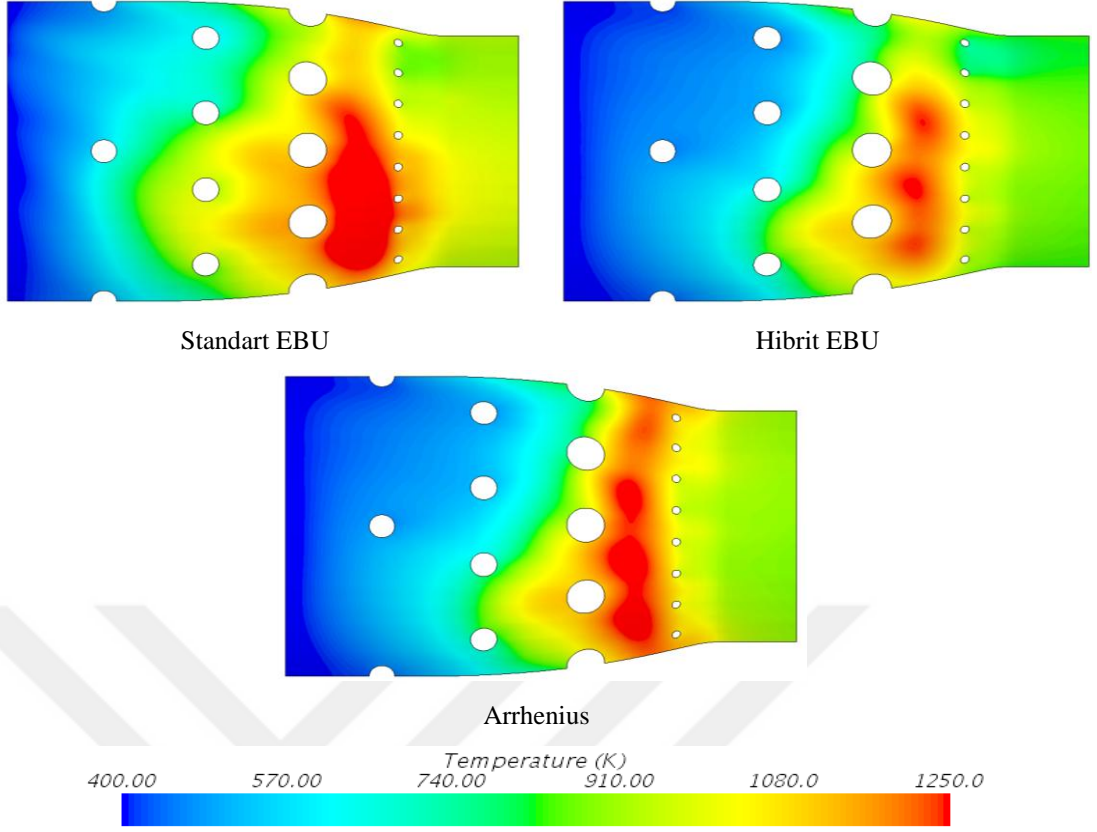 Standart EBU
Hibrit EBU
Arrhenius
Temperature (K)
400.00 570.00 740.00 910.00 1080.0 1250.0